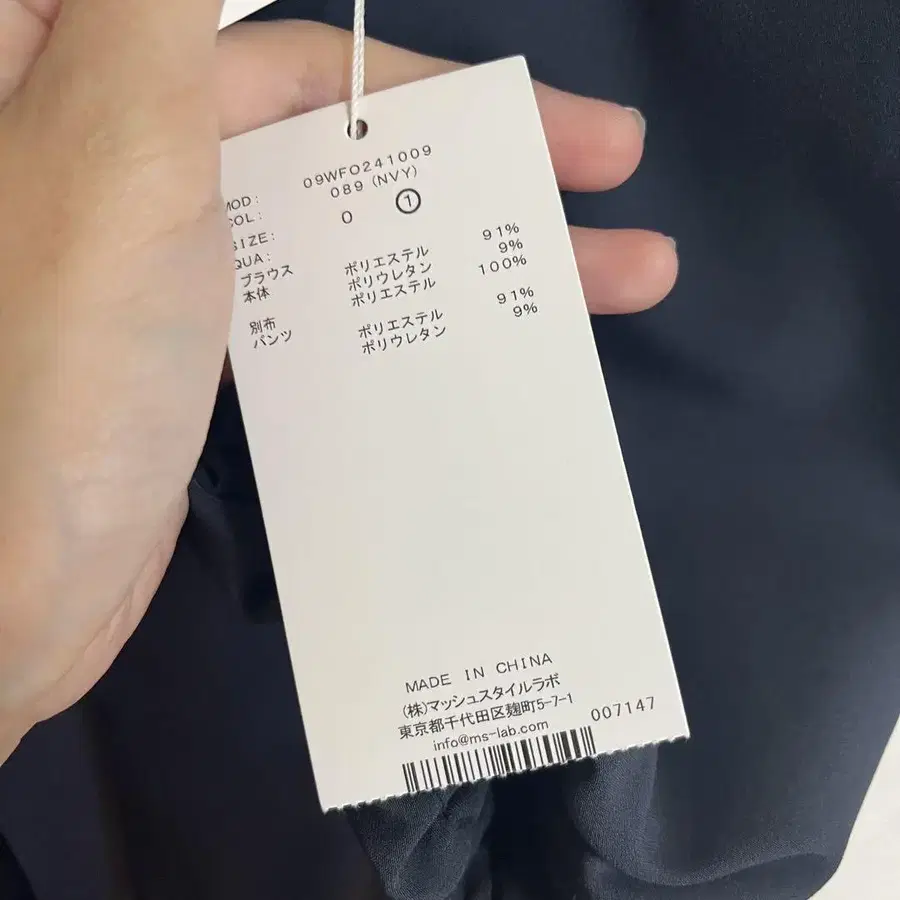 MOD: 09WFO241009
COL: 089 (NVY)
SIZE: 0 1
QUA:
ブラウス
本体 ポリエステル 91%
ポリウレタン 9%
別布 ポリエステル 100%
パンツ ポリエステル 91%
ポリウレタン 9%
MADE IN CHINA
(株)マッシュスタイルラボ
東京都千代田区麹町5-7-1
info@ms-lab.com
007147